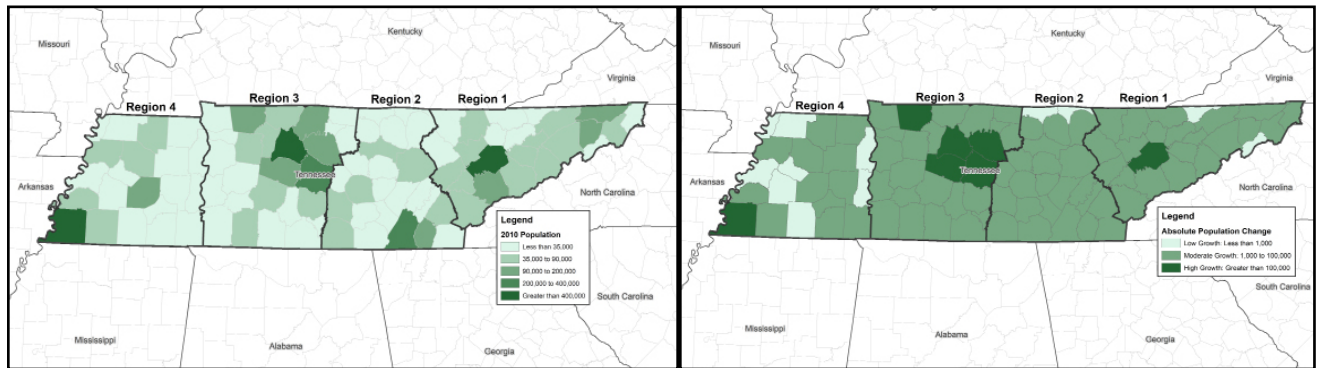 Missouri
Kentucky
Virginia
Region 4
Region 3
Region 2
Region 1
Tennessee
Arkansas
North Carolina
South Carolina
Mississippi
Alabama
Georgia
Legend
2010 Population
Less than 35,000
35,000 to 90,000
90,000 to 200,000
200,000 to 400,000
Greater than 400,000
Missouri
Kentucky
Virginia
Region 4
Region 3
Region 2
Region 1
Tennessee
Arkansas
North Carolina
South Carolina
Mississippi
Alabama
Georgia
Legend
Absolute Population Change
Low Growth: Less than 1,000
Moderate Growth: 1,000 to 100,000
High Growth: Greater than 100,000